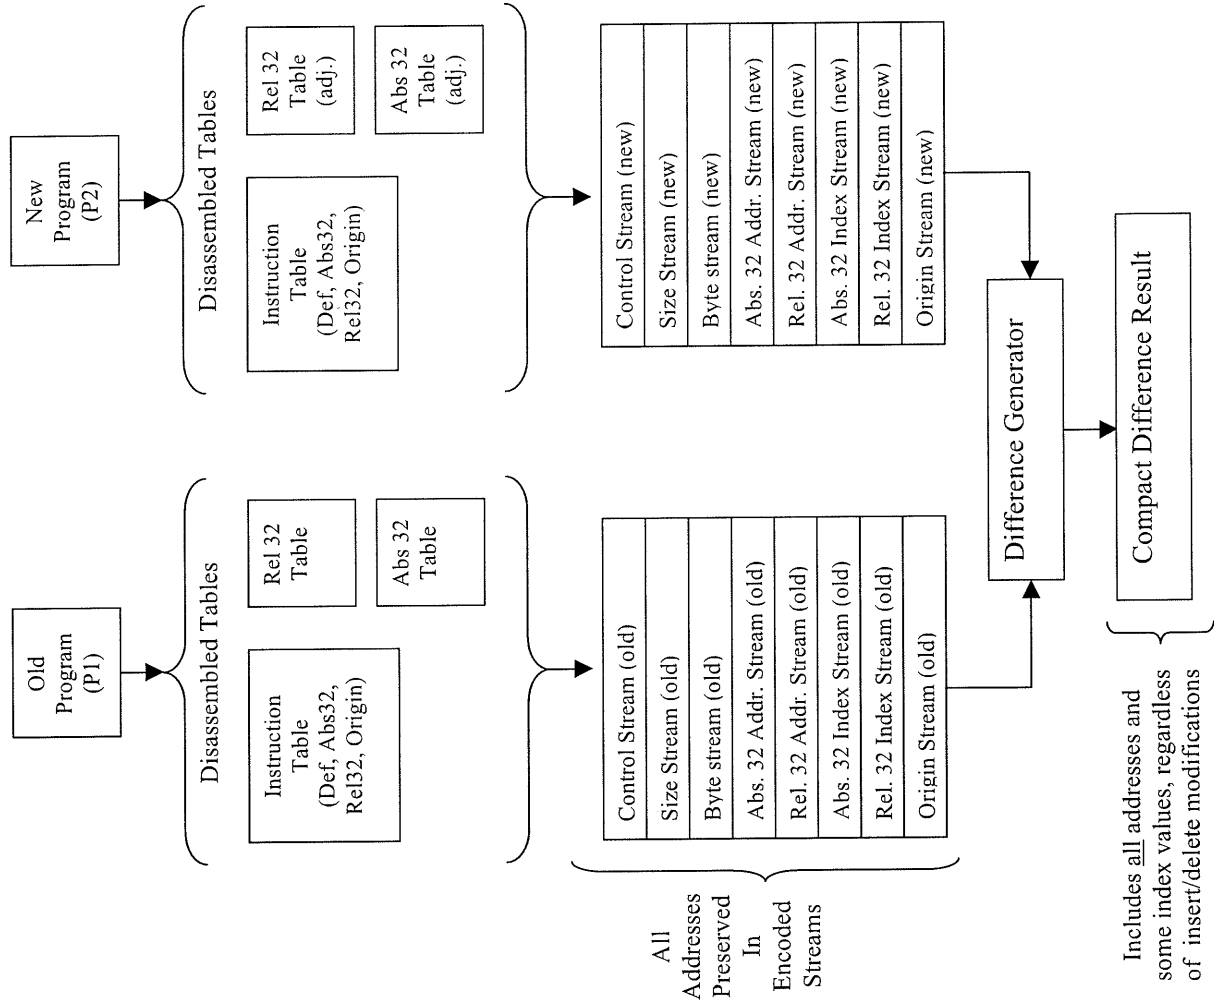 Old
Program
(P1)
Disassembled Tables
Instruction
Table
(Def, Abs32,
Rel32, Origin)
Rel 32
Table
Abs 32
Table
Control Stream (old)
Size Stream (old)
Byte stream (old)
Abs. 32 Addr. Stream (old)
Rel. 32 Addr. Stream (old)
Abs. 32 Index Stream (old)
Rel. 32 Index Stream (old)
Origin Stream (old)
All
Addresses
Preserved
In
Encoded
Streams
New
Program
(P2)
Disassembled Tables
Instruction
Table
(Def, Abs32,
Rel32, Origin)
Rel 32
Table
(adj.)
Abs 32
Table
(adj.)
Control Stream (new)
Size Stream (new)
Byte stream (new)
Abs. 32 Addr. Stream (new)
Rel. 32 Addr. Stream (new)
Abs. 32 Index Stream (new)
Rel. 32 Index Stream (new)
Origin Stream (new)
Difference Generator
Compact Difference Result
Includes all addresses and
some index values, regardless
of insert/delete modifications